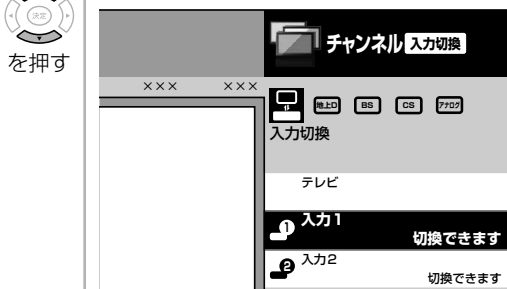 決定
を押す
チャンネル 入力切換
××× ×××
地上D BS CS アナログ
入力切換
テレビ
1 入力1
切換できます
2 入力2
切換できます